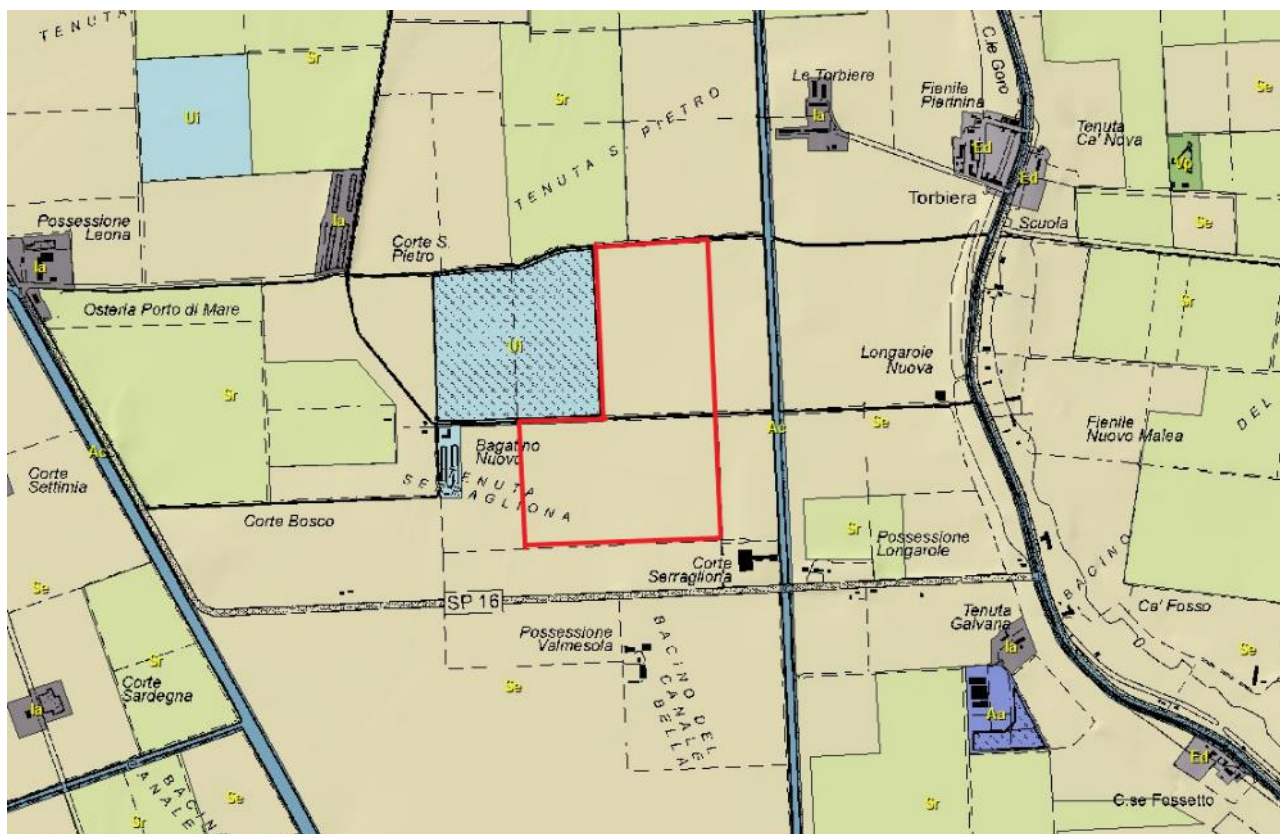 TENUTA
Sr
Ui
Sr
TENUTA S. PIETRO
Le Torbiere
Ia
C.le Goro
Fienile
Pierinina
Ed
Ed
Tenuta
Ca' Nova
Se
Vp
Se
Torbiera
Scuola
Possessione
Leona
Ia
Ia
Corte S.
Pietro
Osteria Porto di Mare
Sr
Ui
Longarole
Nuova
Sr
Ac
Se
Fienile
Nuovo Malea
DEL
Ac
Corte
Settimia
Bagatino
Nuovo
TENUTA
SERRAGLIONA
Corte Bosco
Sr
Possessione
Longarole
Corte
Serragliona
Se
SP 16
BACINO
Ca' Fosso
Se
Tenuta
Galvana
Ia
Possessione
Valmesola
BACINO DEL
CANALE
BELLA
Se
Sr
Corte
Sardegna
Ia
Aa
Ed
C.se Fossetto
BACINO
CANALE
Se
Sr
Sr